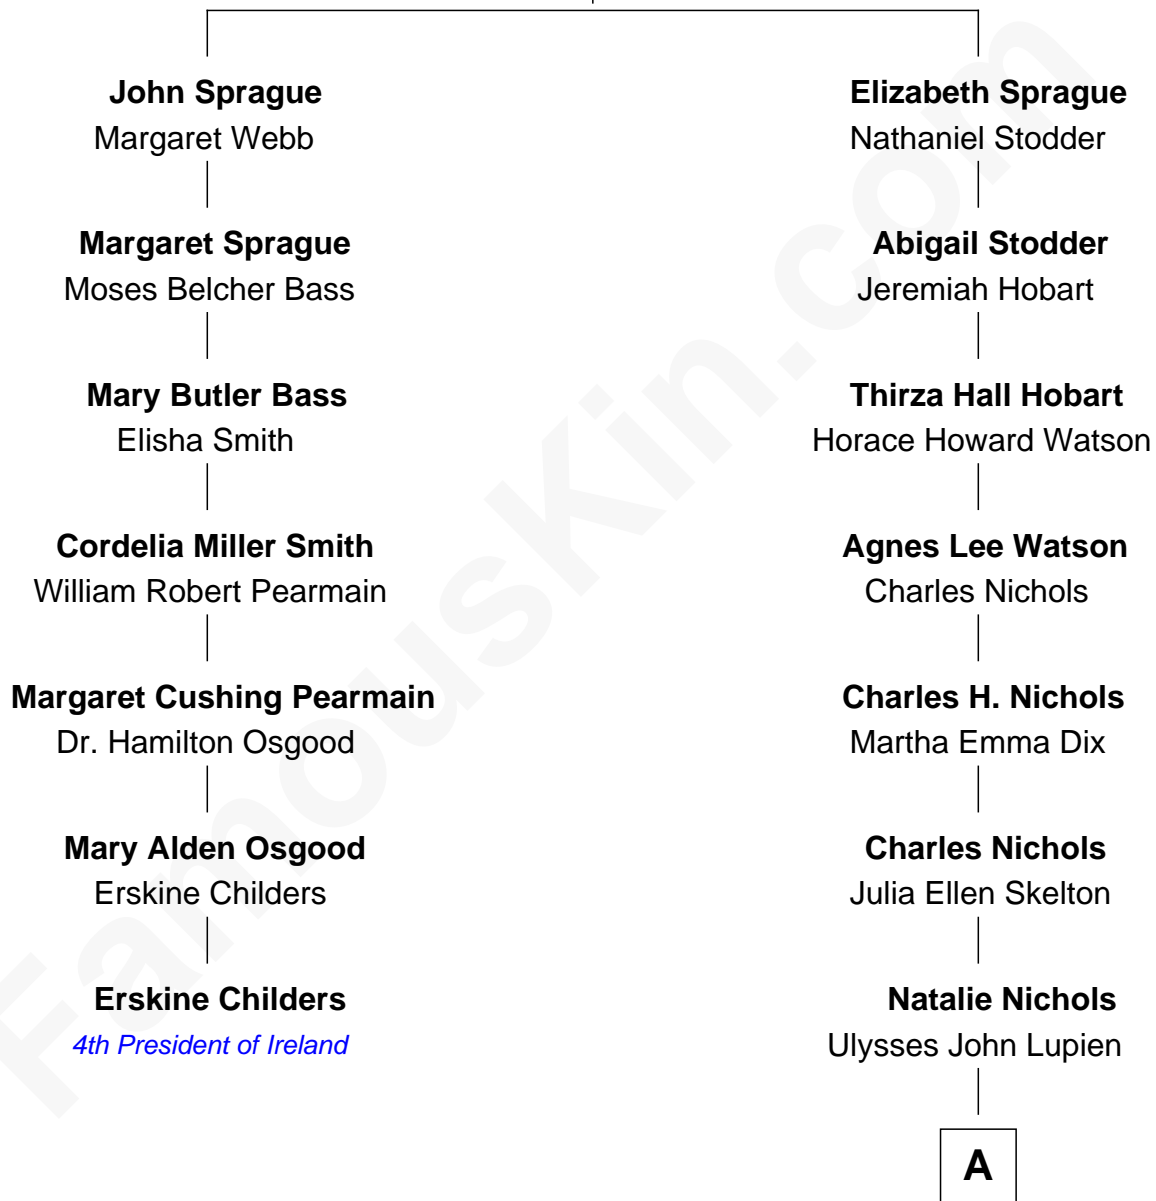 John Sprague
Margaret Webb
Margaret Sprague
Moses Belcher Bass
Mary Butler Bass
Elisha Smith
Cordelia Miller Smith
William Robert Pearmain
Margaret Cushing Pearmain
Dr. Hamilton Osgood
Mary Alden Osgood
Erskine Childers
Erskine Childers
4th President of Ireland
Elizabeth Sprague
Nathaniel Stodder
Abigail Stodder
Jeremiah Hobart
Thirza Hall Hobart
Horace Howard Watson
Agnes Lee Watson
Charles Nichols
Charles H. Nichols
Martha Emma Dix
Charles Nichols
Julia Ellen Skelton
Natalie Nichols
Ulysses John Lupien
A
FamousKin.com